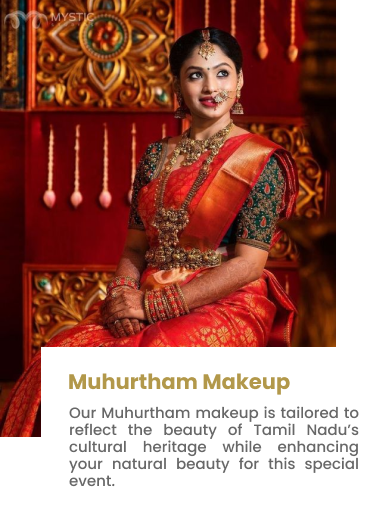 MYSTIC
Muhurtham Makeup
Our Muhurtham makeup is tailored to
reflect the beauty of Tamil Nadu's
cultural heritage while enhancing
your natural beauty for this special
event.